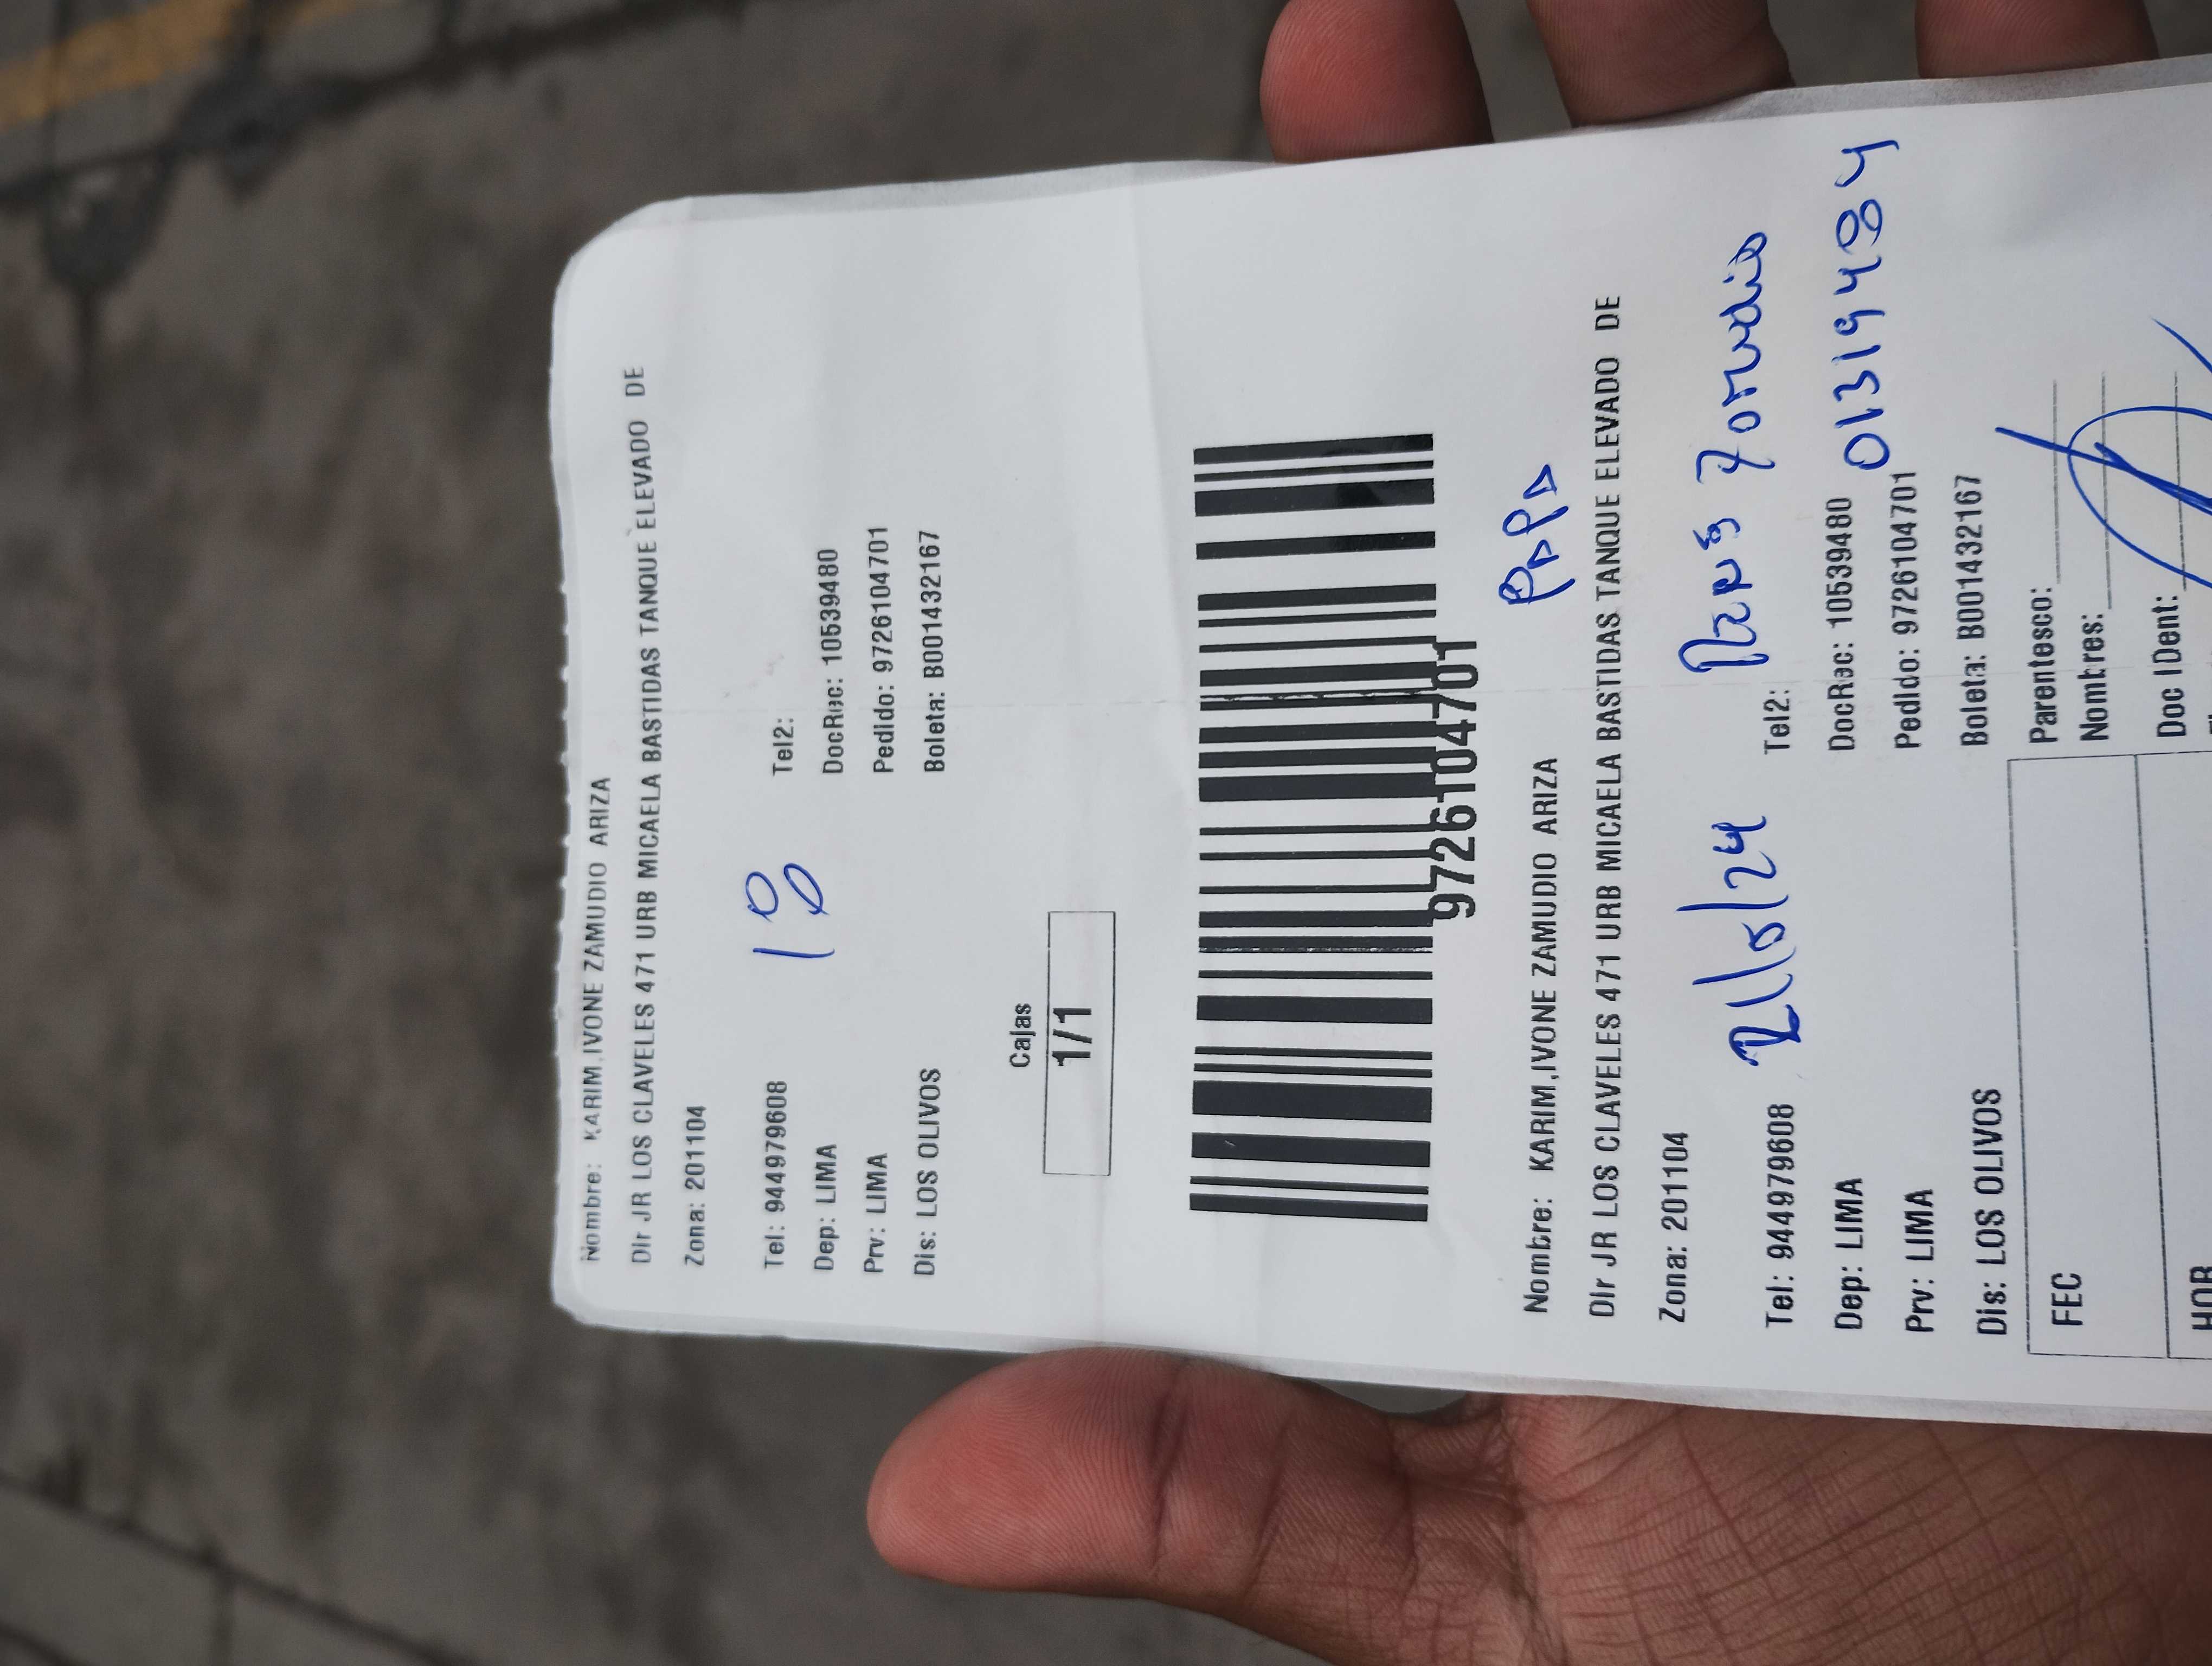 Nombre: KARIM,IVONE ZAMUDIO ARIZA
DIr JR LOS CLAVELES 471 URB MICAELA BASTIDAS TANQUE ELEVADO DE
Zona: 201104
Tel: 944979608 Tel2:
Dep: LIMA DocRec: 10539480
Prv: LIMA Pedido: 9726104701
Dis: LOS OLIVOS Boleta: B001432167
Cajas
1/1
9726104701
PAPA
Nombre: KARIM,IVONE ZAMUDIO ARIZA
DIr JR LOS CLAVELES 471 URB MICAELA BASTIDAS TANQUE ELEVADO DE
Zona: 201104
Zamudio
Tel: 944979608 Tel2:
01319484
Dep: LIMA DocRec: 10539480
Prv: LIMA Pedido: 9726104701
Dis: LOS OLIVOS Boleta: B001432167
FEC Parentesco:
Nombres:
Doc IDent: